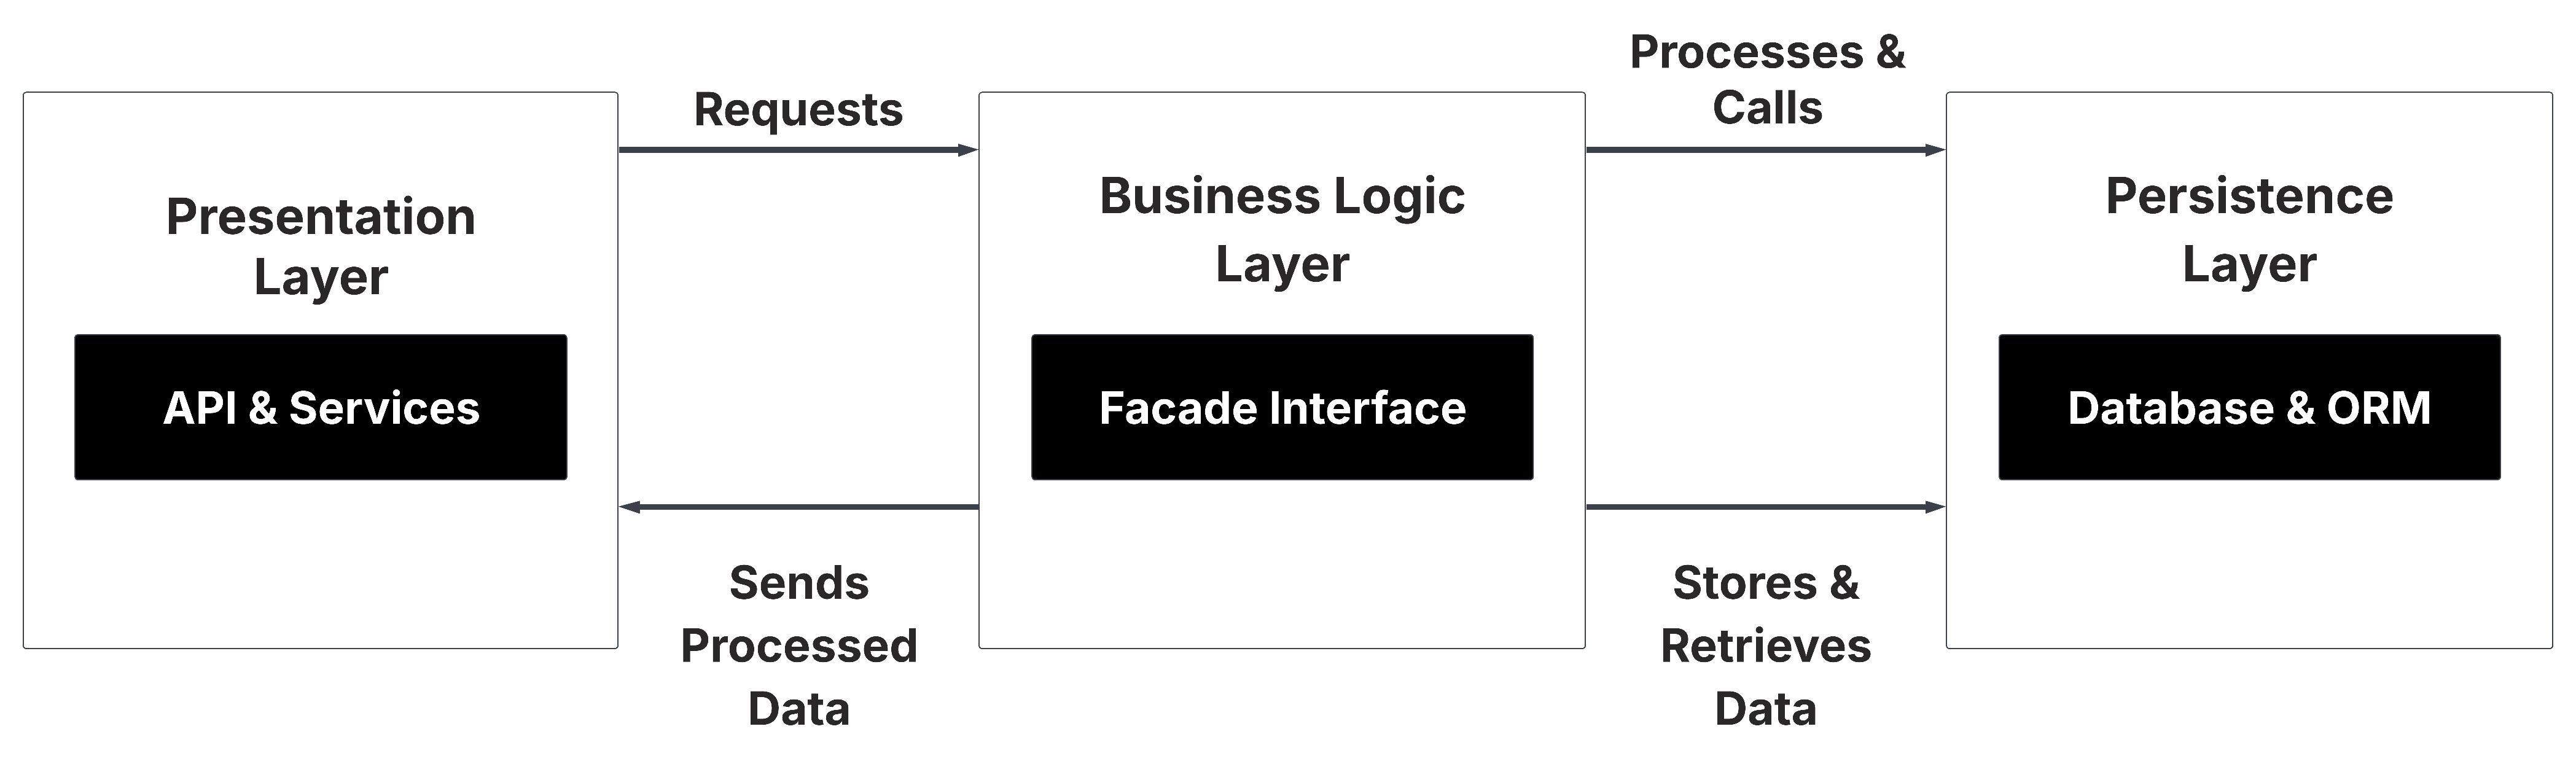 Presentation
Layer
API & Services
Requests
Sends
Processed
Data
Business Logic
Layer
Facade Interface
Processes &
Calls
Stores &
Retrieves
Data
Persistence
Layer
Database & ORM